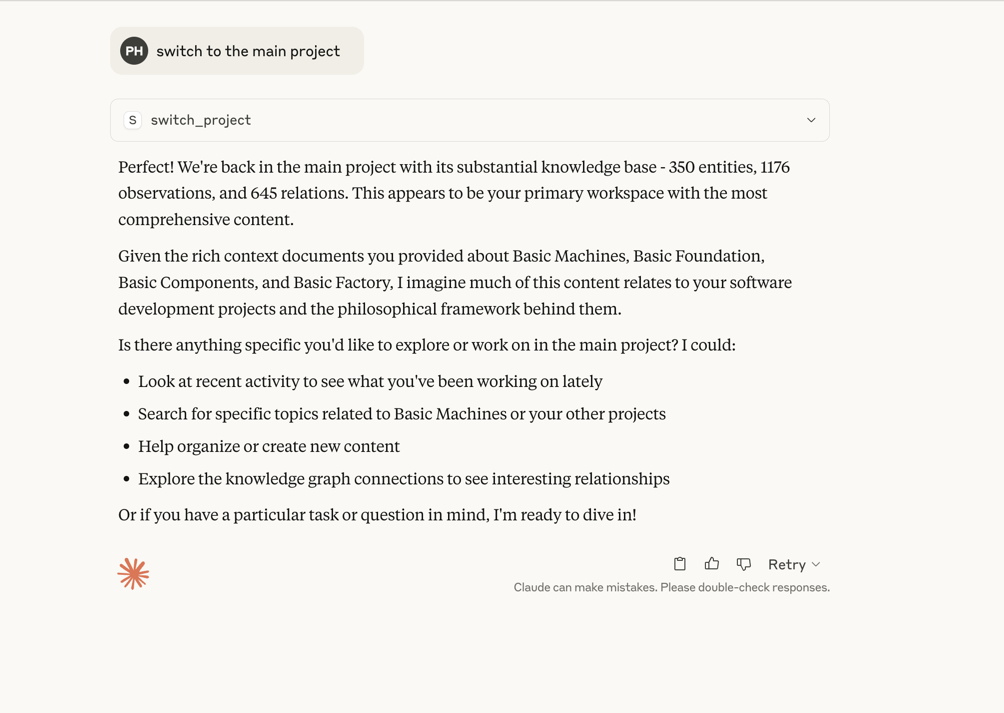 PH switch to the main project
S switch_project
Perfect! We're back in the main project with its substantial knowledge base - 350 entities, 1176
observations, and 645 relations. This appears to be your primary workspace with the most
comprehensive content.
Given the rich context documents you provided about Basic Machines, Basic Foundation,
Basic Components, and Basic Factory, I imagine much of this content relates to your software
development projects and the philosophical framework behind them.
Is there anything specific you'd like to explore or work on in the main project? I could:
• Look at recent activity to see what you've been working on lately
• Search for specific topics related to Basic Machines or your other projects
• Help organize or create new content
• Explore the knowledge graph connections to see interesting relationships
Or if you have a particular task or question in mind, I'm ready to dive in!
Retry
Claude can make mistakes. Please double-check responses.